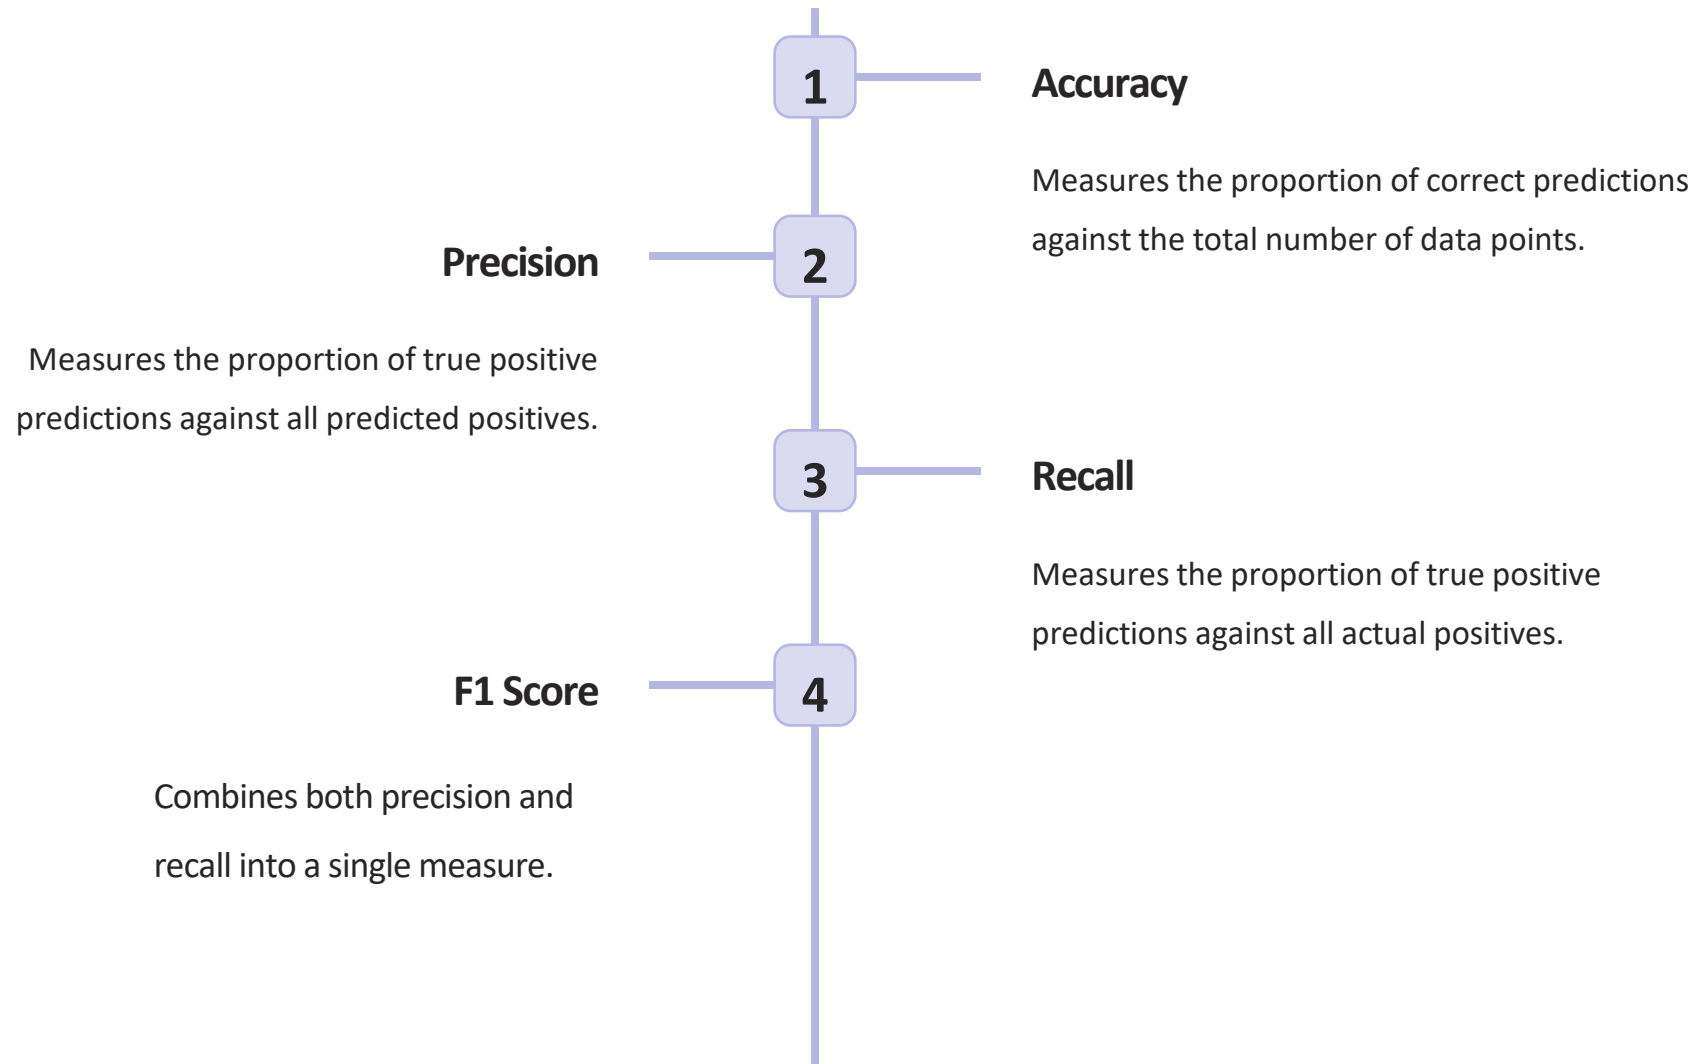 1
Accuracy
Measures the proportion of correct predictions
against the total number of data points.
2
Precision
Measures the proportion of true positive
predictions against all predicted positives.
3
Recall
Measures the proportion of true positive
predictions against all actual positives.
4
F1 Score
Combines both precision and
recall into a single measure.